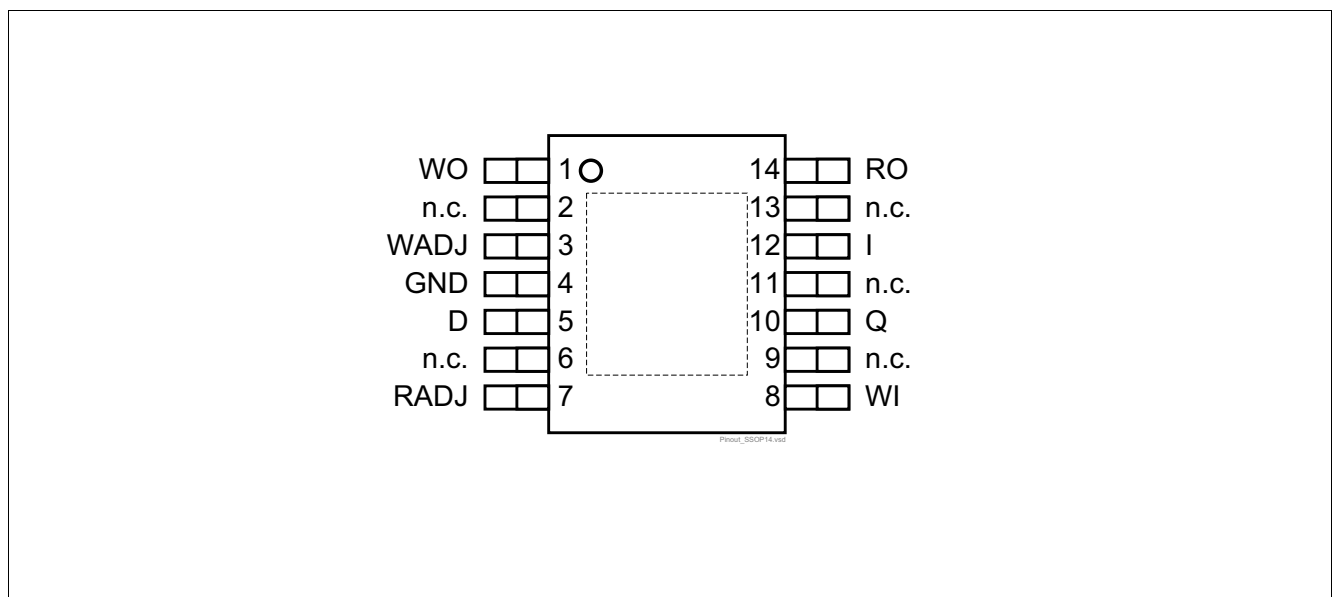 WO 1 14 RO
n.c. 2 13 n.c.
WADJ 3 12 I
GND 4 11 n.c.
D 5 10 Q
n.c. 6 9 n.c.
RADJ 7 8 WI
Pinout_SSOP14.vsd